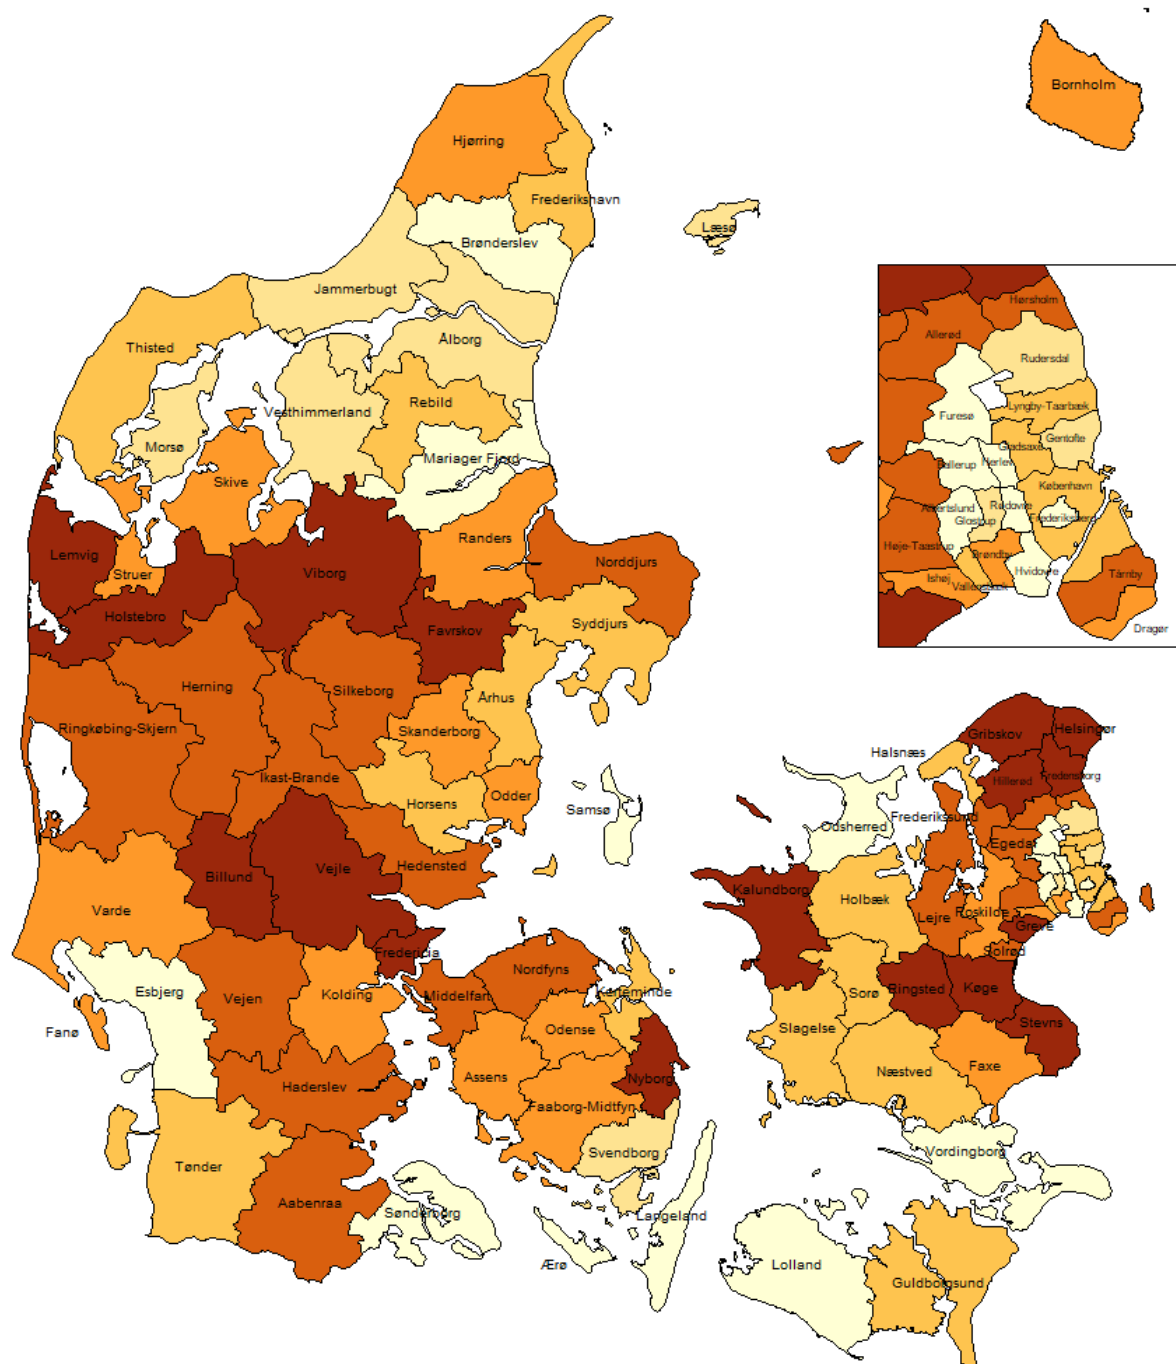 Bornholm
Hjørring
Frederikshavn
Læsø
Brønderslev
Jammerbugt
Ålborg
Thisted
Rebild
Vesthimmerland
Morsø
Mariager Fjord
Skive
Randers
Lemvig
Struer
Viborg
Norddjurs
Holstebro
Favrskov
Syddjurs
Herning
Silkeborg
Århus
Ringkøbing-Skjern
Skanderborg
Ikast-Brande
Horsens
Odder
Samsø
Hedensted
Billund
Vejle
Varde
Fredericia
Esbjerg
Vejen
Kolding
Fanø
Middelfart
Nordfyns
Kerteminde
Odense
Assens
Nyborg
Haderslev
Faaborg-Midtfyn
Svendborg
Tønder
Aabenraa
Sønderborg
Langeland
Ærø
Hørsholm
Allerød
Rudersdal
Furesø
Lyngby-Taarbæk
Gladsaxe
Gentofte
Ballerup
Herlev
København
Albertslund
Rødovre
Glostrup
Frederiksberg
Høje-Taastrup
Brøndby
Hvidovre
Ishøj
Vallensbæk
Tårnby
Dragør
Gribskov
Helsingør
Halsnæs
Hillerød
Fredensborg
Frederikssund
Odsherred
Egedal
Kalundborg
Holbæk
Lejre
Roskilde
Greve
Solrød
Sorø
Ringsted
Køge
Slagelse
Stevns
Næstved
Faxe
Vordingborg
Lolland
Guldborgsund